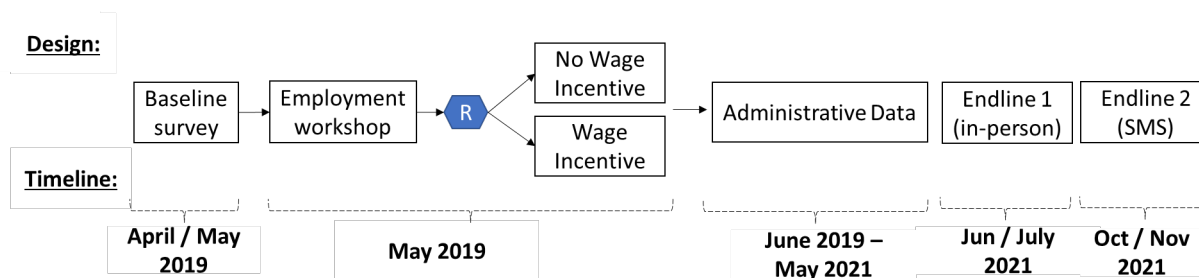 Design:
Baseline
survey
Employment
workshop
R
No Wage
Incentive
Wage
Incentive
Administrative Data
Endline 1
(in-person)
Endline 2
(SMS)
Timeline:
April / May
2019
May 2019
June 2019 –
May 2021
Jun / July
2021
Oct / Nov
2021